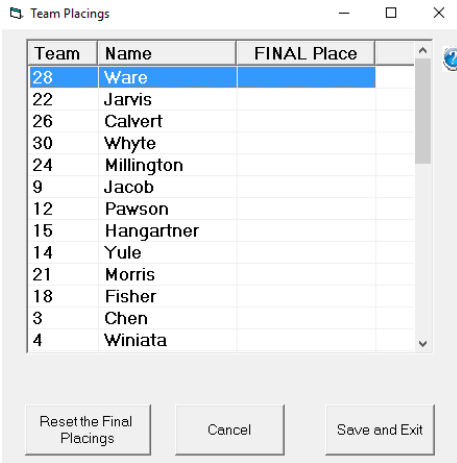 Team Placings
Team Name FINAL Place
28 Ware
22 Jarvis
26 Calvert
30 Whyte
24 Millington
9 Jacob
12 Pawson
15 Hangartner
14 Yule
21 Morris
18 Fisher
3 Chen
4 Winiata
Reset the Final
Placings
Cancel
Save and Exit